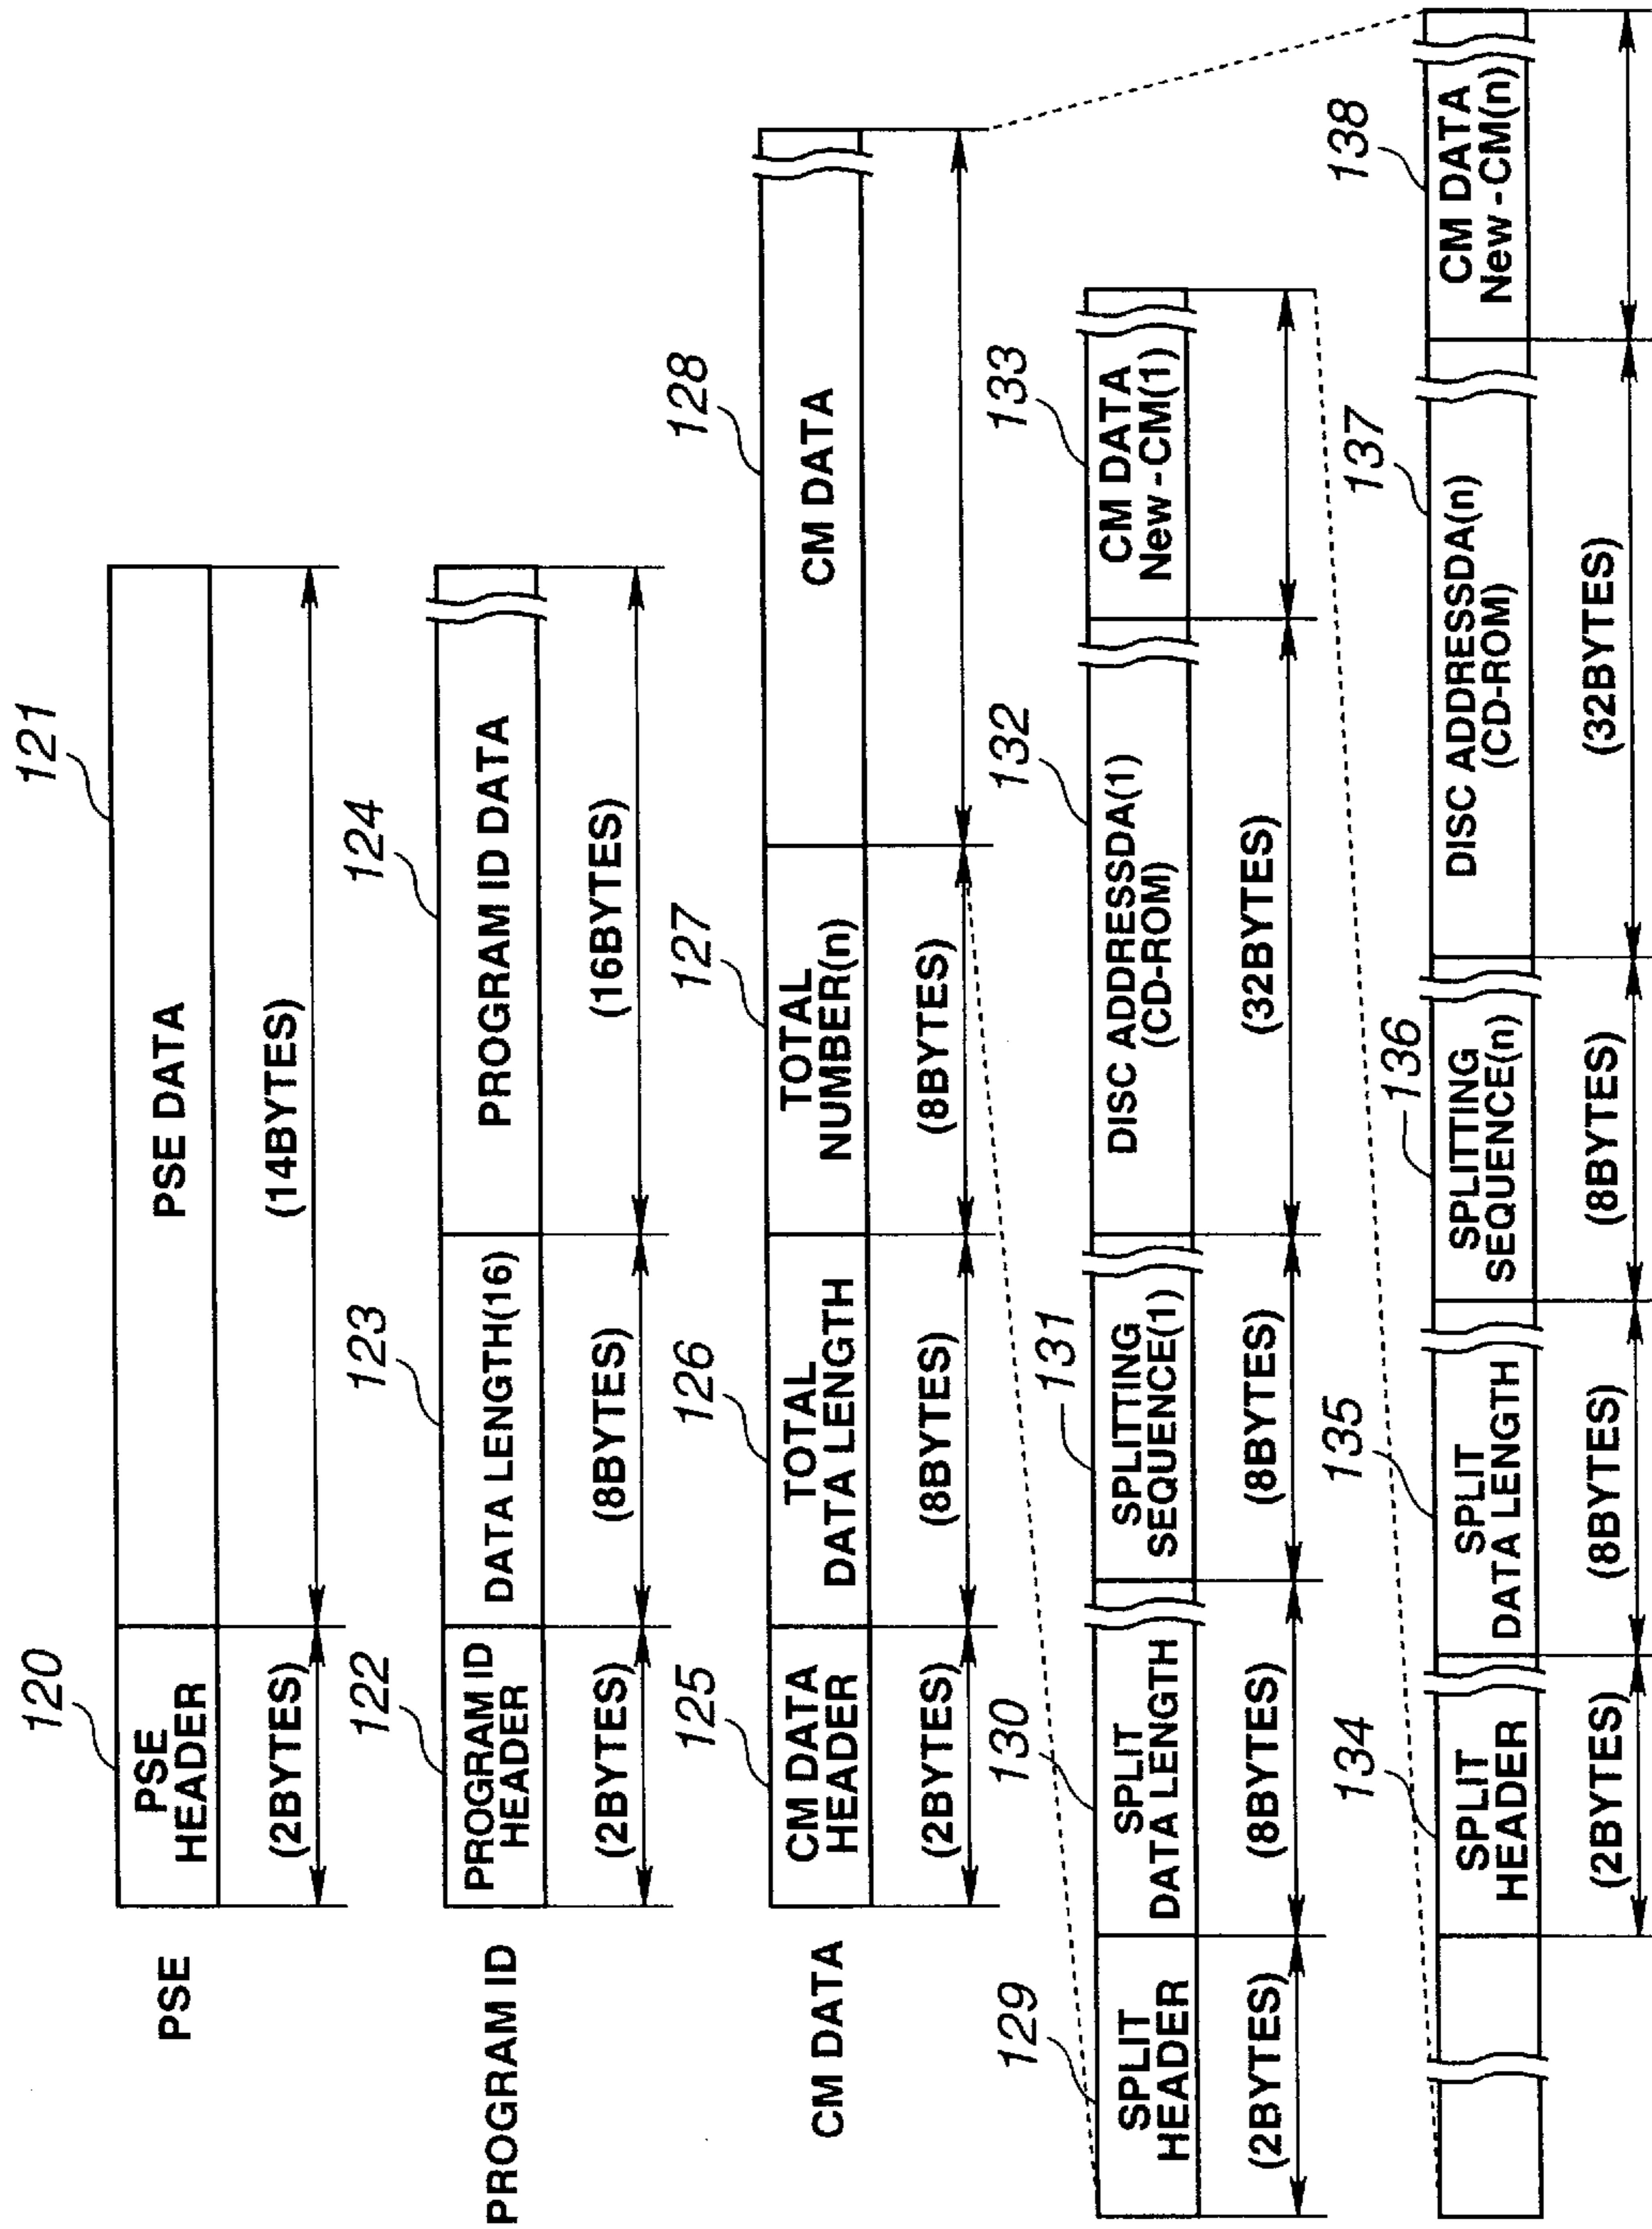 120
121
PSE
PSE
HEADER
PSE DATA
(2BYTES)
(14BYTES)
122
123
124
PROGRAM ID
PROGRAM ID
HEADER
DATA LENGTH(16)
PROGRAM ID DATA
(2BYTES)
(8BYTES)
(16BYTES)
125
126
127
128
CM DATA
CM DATA
HEADER
TOTAL
DATA LENGTH
TOTAL
NUMBER(n)
CM DATA
(2BYTES)
(8BYTES)
(8BYTES)
129
130
131
132
133
SPLIT
HEADER
SPLIT
DATA LENGTH
SPLITTING
SEQUENCE(1)
DISC ADDRESSDA(1)
(CD-ROM)
CM DATA
New-CM(1)
(2BYTES)
(8BYTES)
(8BYTES)
(32BYTES)
134
135
136
137
138
SPLIT
HEADER
SPLIT
DATA LENGTH
SPLITTING
SEQUENCE(n)
DISC ADDRESSDA(n)
(CD-ROM)
CM DATA
New-CM(n)
(2BYTES)
(8BYTES)
(8BYTES)
(32BYTES)